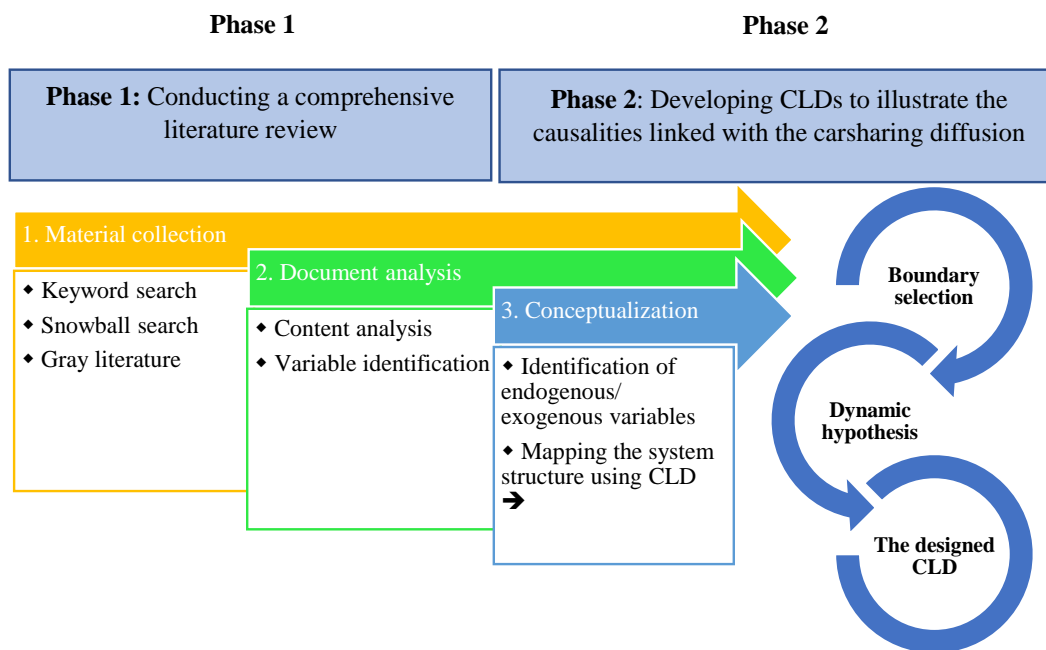 Phase 1
Phase 2
Phase 1: Conducting a comprehensive
literature review
Phase 2: Developing CLDs to illustrate the
causalities linked with the carsharing diffusion
1. Material collection
◆ Keyword search
◆ Snowball search
◆ Gray literature
2. Document analysis
◆ Content analysis
◆ Variable identification
3. Conceptualization
◆ Identification of
endogenous/
exogenous variables
◆ Mapping the system
structure using CLD
➔
Boundary
selection
Dynamic
hypothesis
The designed
CLD